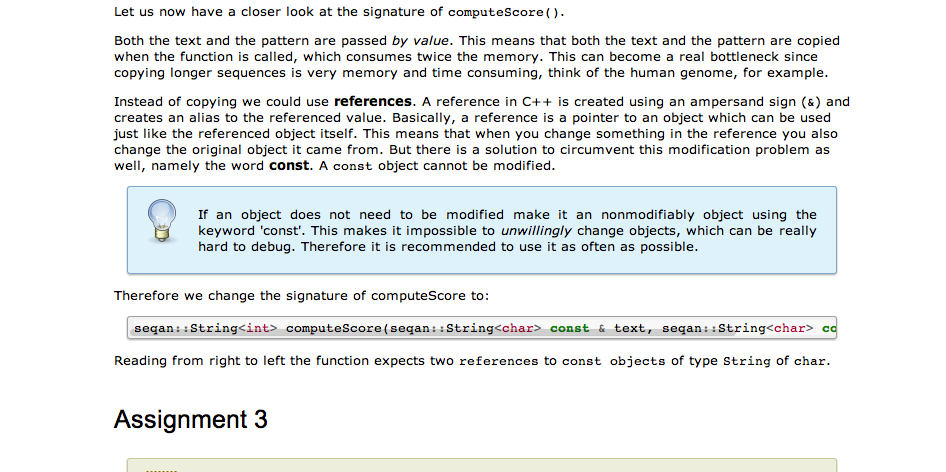 Let us now have a closer look at the signature of computeScore().
Both the text and the pattern are passed by value. This means that both the text and the pattern are copied
when the function is called, which consumes twice the memory. This can become a real bottleneck since
copying longer sequences is very memory and time consuming, think of the human genome, for example.
Instead of copying we could use references. A reference in C++ is created using an ampersand sign (&) and
creates an alias to the referenced value. Basically, a reference is a pointer to an object which can be used
just like the referenced object itself. This means that when you change something in the reference you also
change the original object it came from. But there is a solution to circumvent this modification problem as
well, namely the word const. A const object cannot be modified.
If an object does not need to be modified make it an nonmodifiably object using the
keyword 'const'. This makes it impossible to unwillingly change objects, which can be really
hard to debug. Therefore it is recommended to use it as often as possible.
Therefore we change the signature of computeScore to:
seqan::String<int> computeScore(seqan::String<char> const & text, seqan::String<char> co
Reading from right to left the function expects two references to const objects of type String of char.
Assignment 3